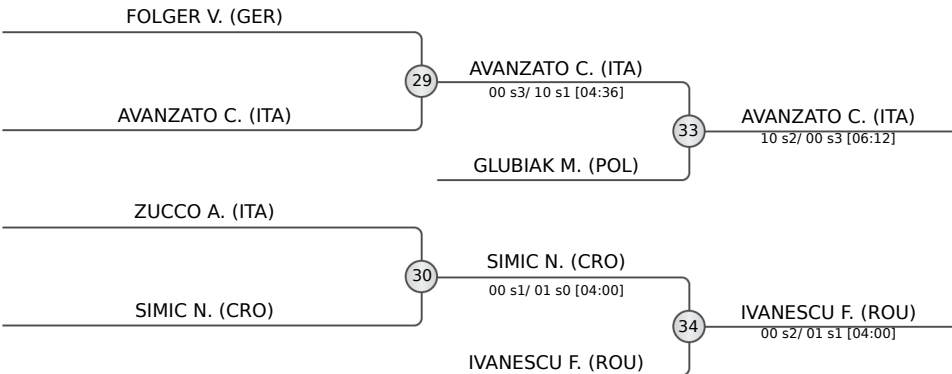 FOLGER V. (GER)
29
AVANZATO C. (ITA)
00 s3/ 10 s1 [04:36]
AVANZATO C. (ITA)
33
AVANZATO C. (ITA)
10 s2/ 00 s3 [06:12]
GLUBIAK M. (POL)
ZUCCO A. (ITA)
30
SIMIC N. (CRO)
00 s1/ 01 s0 [04:00]
SIMIC N. (CRO)
34
IVANESCU F. (ROU)
00 s2/ 01 s1 [04:00]
IVANESCU F. (ROU)